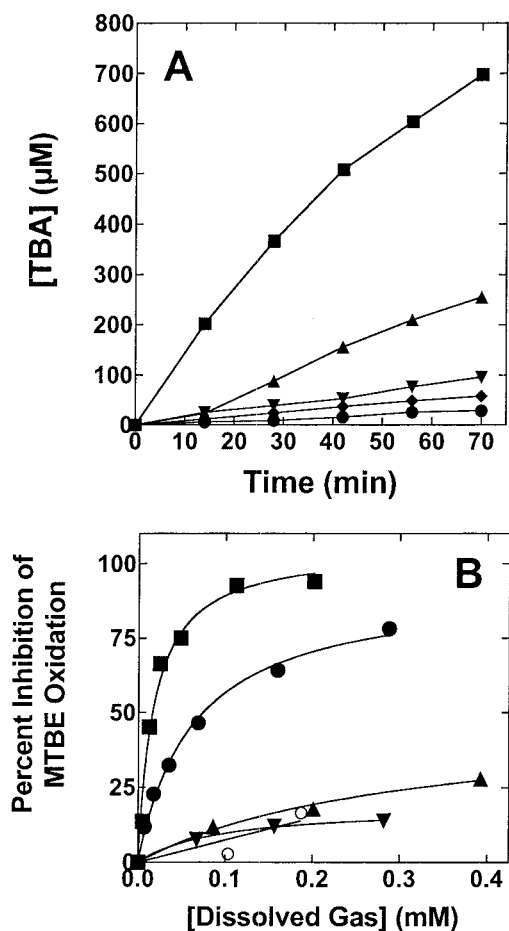 A
[TBA] (µM)
800
700
600
500
400
300
200
100
0
0 10 20 30 40 50 60 70
Time (min)
B
Percent Inhibition of
MTBE Oxidation
100
75
50
25
0
0.0 0.1 0.2 0.3 0.4
[Dissolved Gas] (mM)